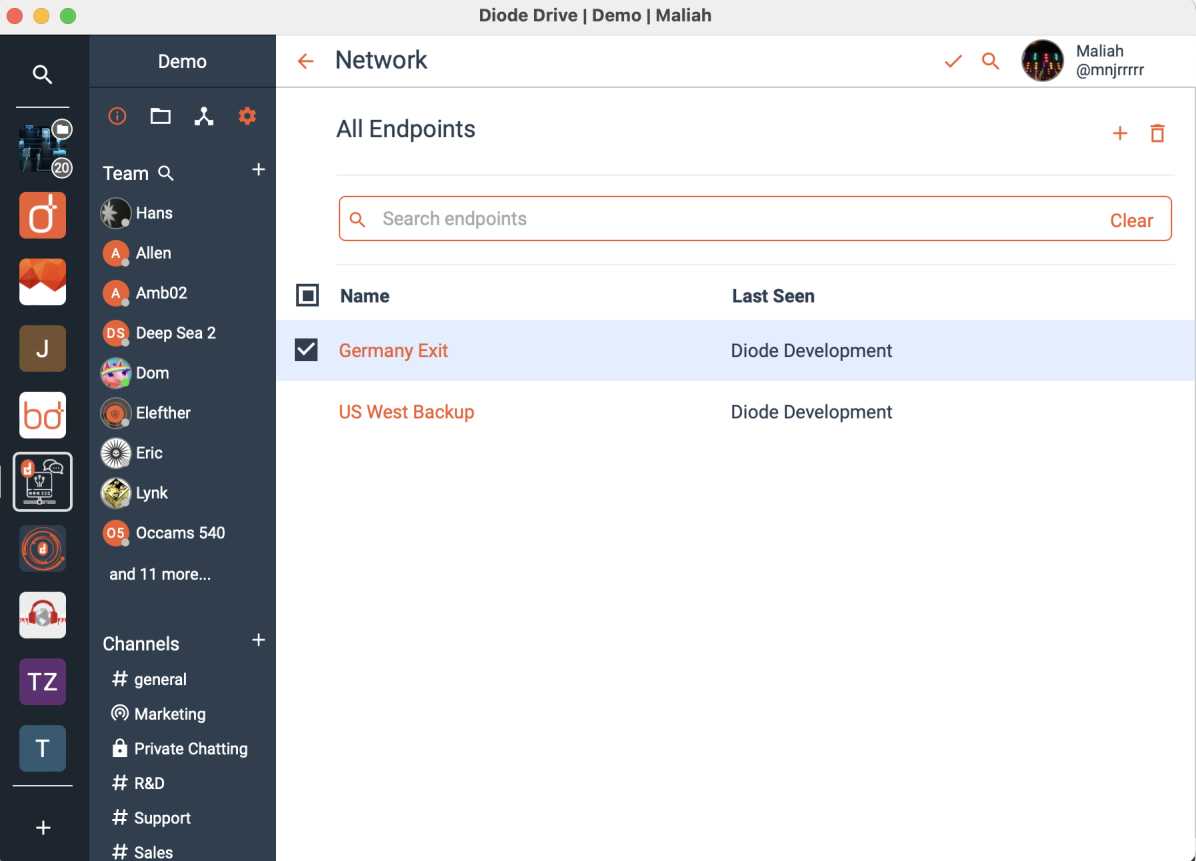 Diode Drive | Demo | Maliah
Demo
Network
Maliah
@mnjrrrrr
20
J
TZ
T
Team
Hans
A
Allen
A
Amb02
DS
Deep Sea 2
Dom
Elefther
Eric
Lynk
O5
Occams 540
and 11 more...
Channels
# general
Marketing
Private Chatting
# R&D
# Support
# Sales
All Endpoints
Search endpoints
Clear
Name Last Seen
Germany Exit Diode Development
US West Backup Diode Development